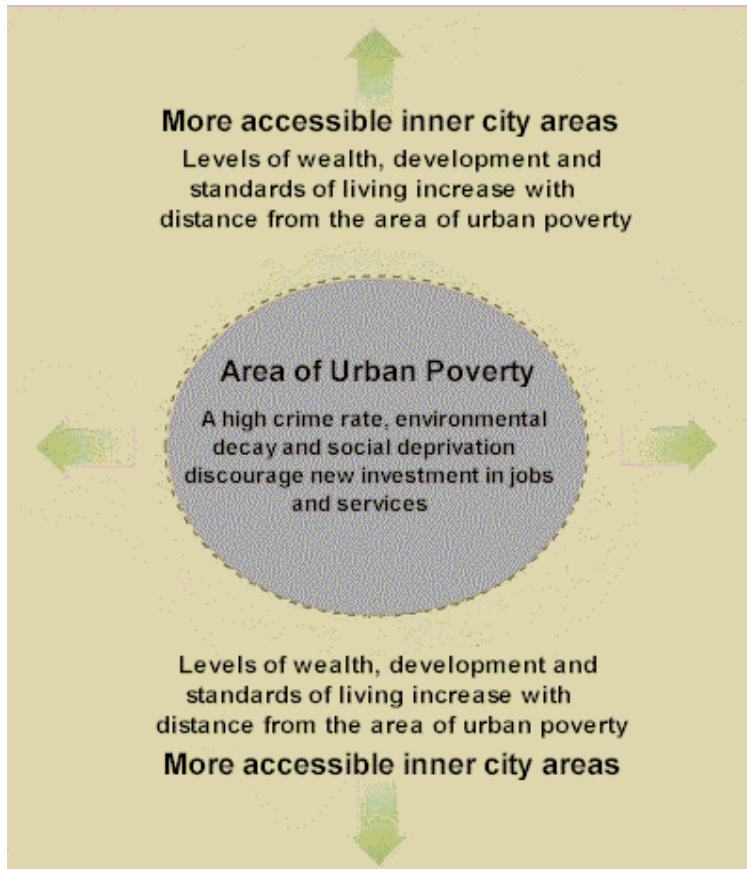 More accessible inner city areas
Levels of wealth, development and
standards of living increase with
distance from the area of urban poverty
Area of Urban Poverty
A high crime rate, environmental
decay and social deprivation
discourage new investment in jobs
and services
Levels of wealth, development and
standards of living increase with
distance from the area of urban poverty
More accessible inner city areas